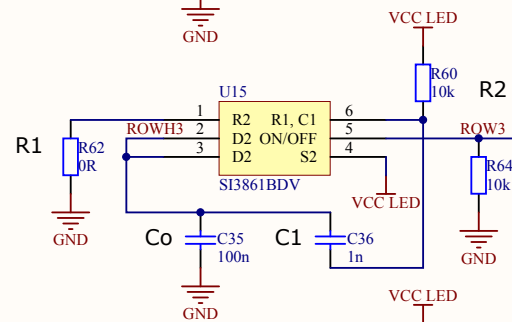 GND
VCC LED
U15
R60
10k
R2
1
R2
R1, C1
6
ROWH3
2
D2
ON/OFF
5
ROW3
3
D2
S2
4
SI3861BDV
R1
R62
0R
R64
10k
VCC LED
GND
Co
C35
100n
C1
C36
1n
GND
GND
VCC LED